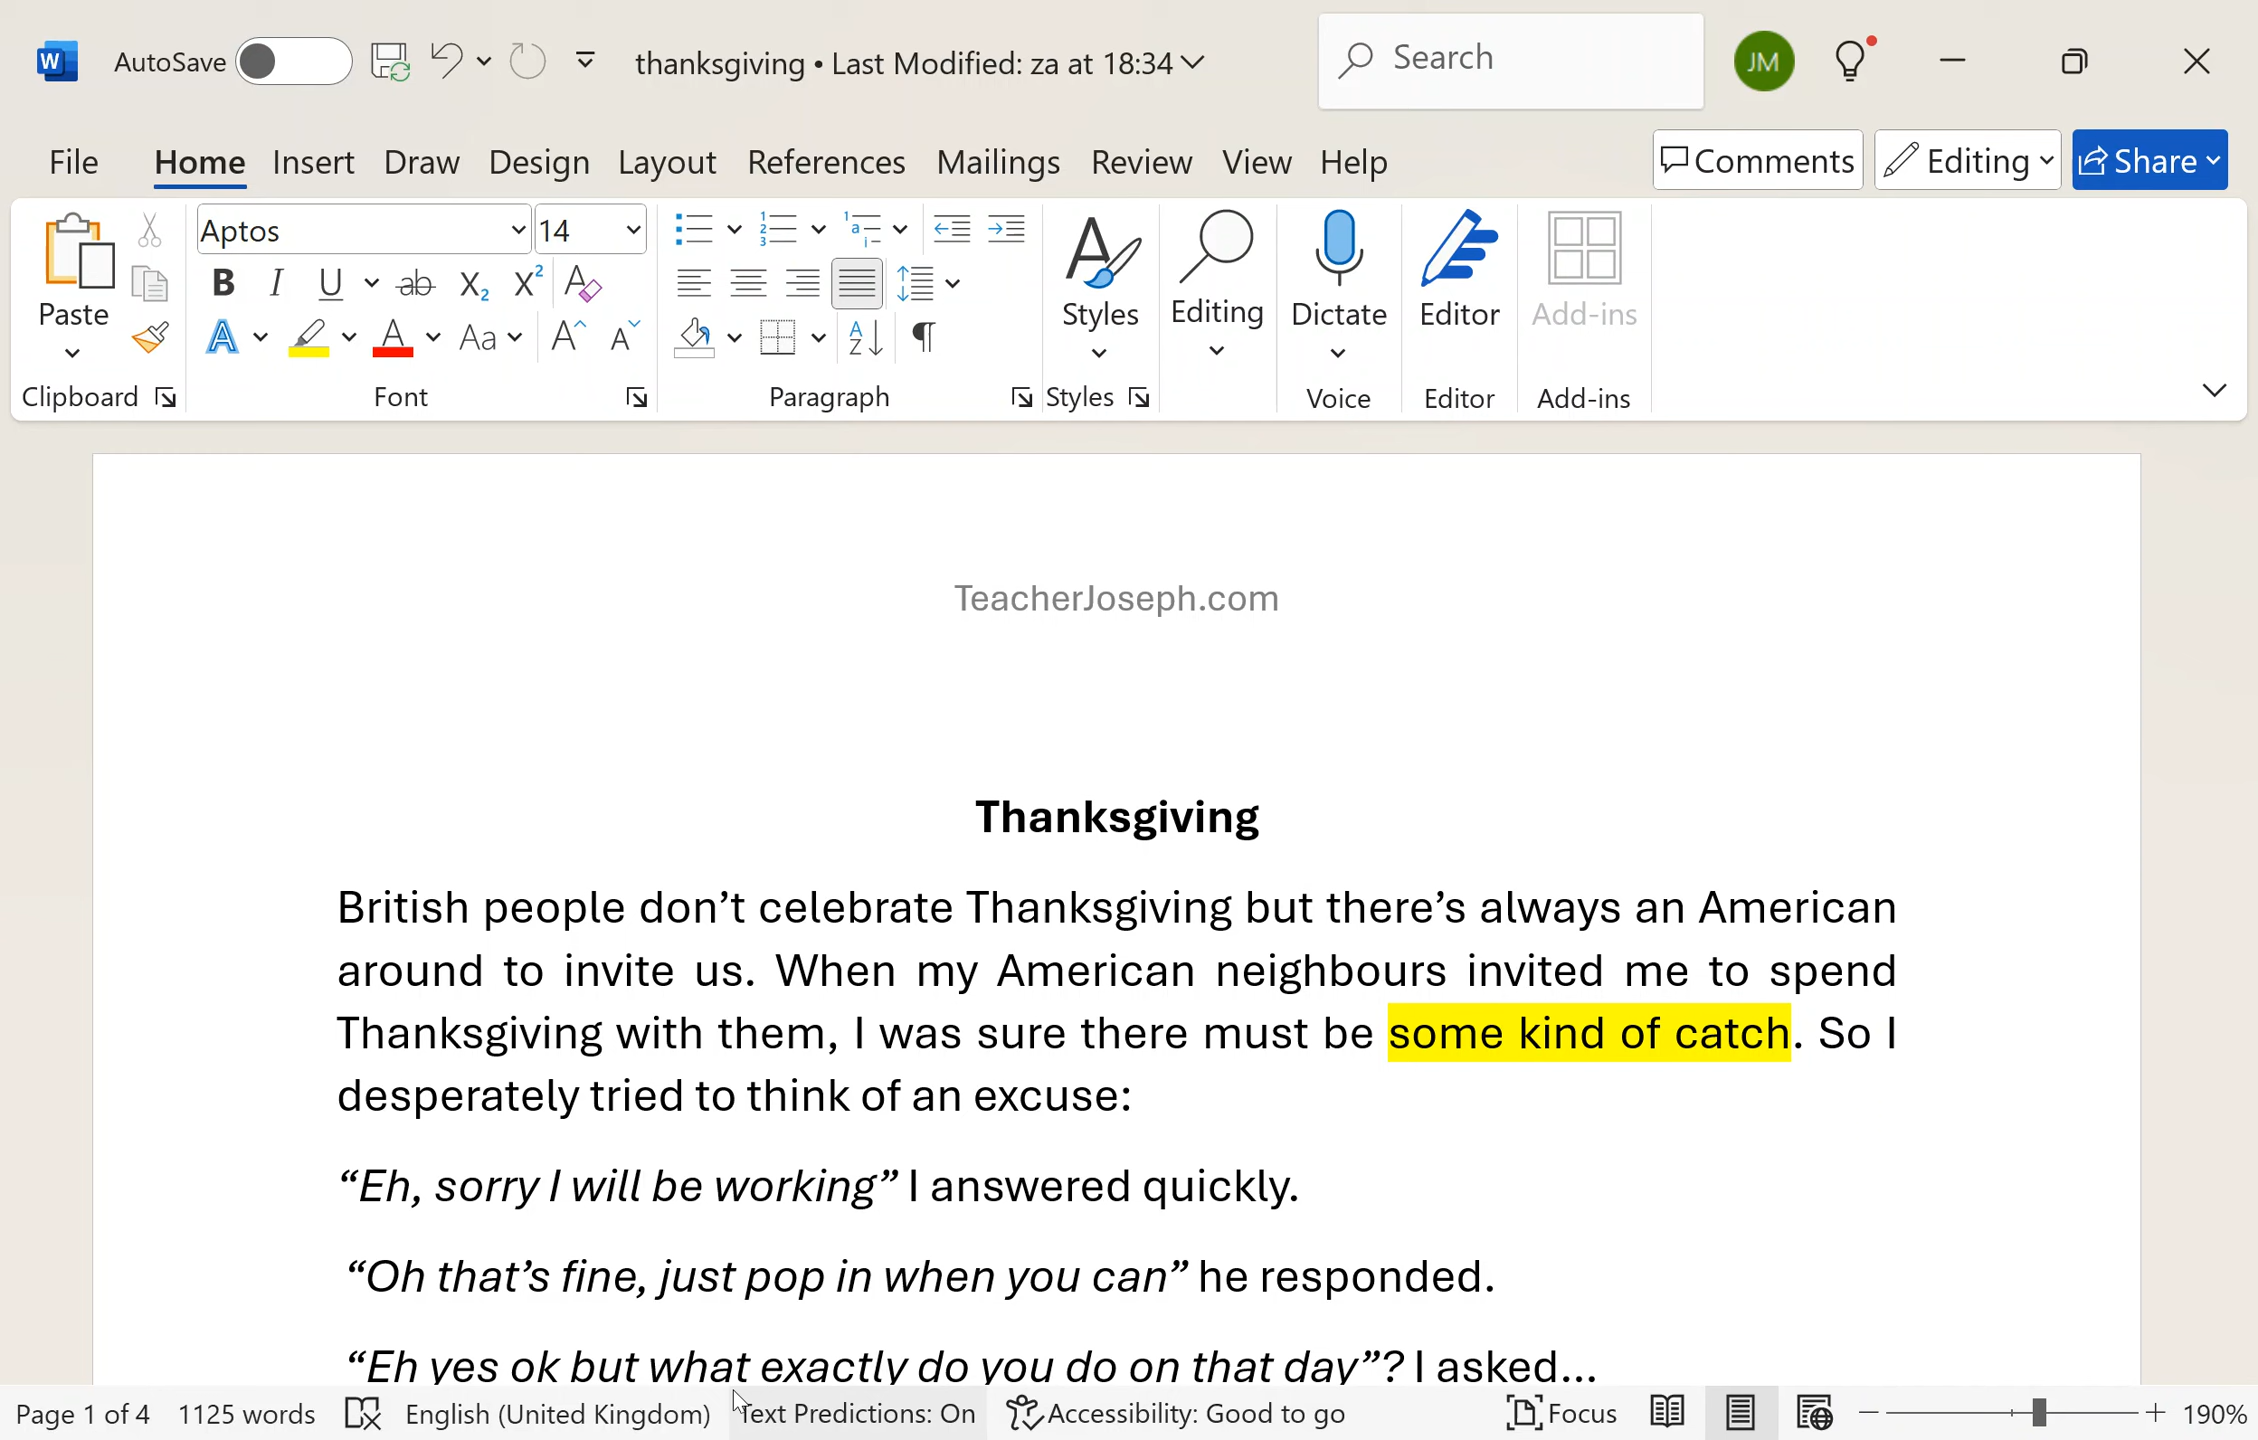 AutoSave
thanksgiving • Last Modified: za at 18:34
Search
JM
File Home Insert Draw Design Layout References Mailings Review View Help
Comments Editing Share
Paste
Clipboard
Aptos 14
Font
Paragraph
Styles
Styles
Editing
Dictate
Voice
Editor
Editor
Add-ins
Add-ins
TeacherJoseph.com
Thanksgiving
British people don’t celebrate Thanksgiving but there’s always an American
around to invite us. When my American neighbours invited me to spend
Thanksgiving with them, I was sure there must be some kind of catch. So I
desperately tried to think of an excuse:
“Eh, sorry I will be working” I answered quickly.
“Oh that’s fine, just pop in when you can” he responded.
“Eh yes ok but what exactly do you do on that day”? I asked...
Page 1 of 4 1125 words English (United Kingdom) Text Predictions: On Accessibility: Good to go Focus 190%